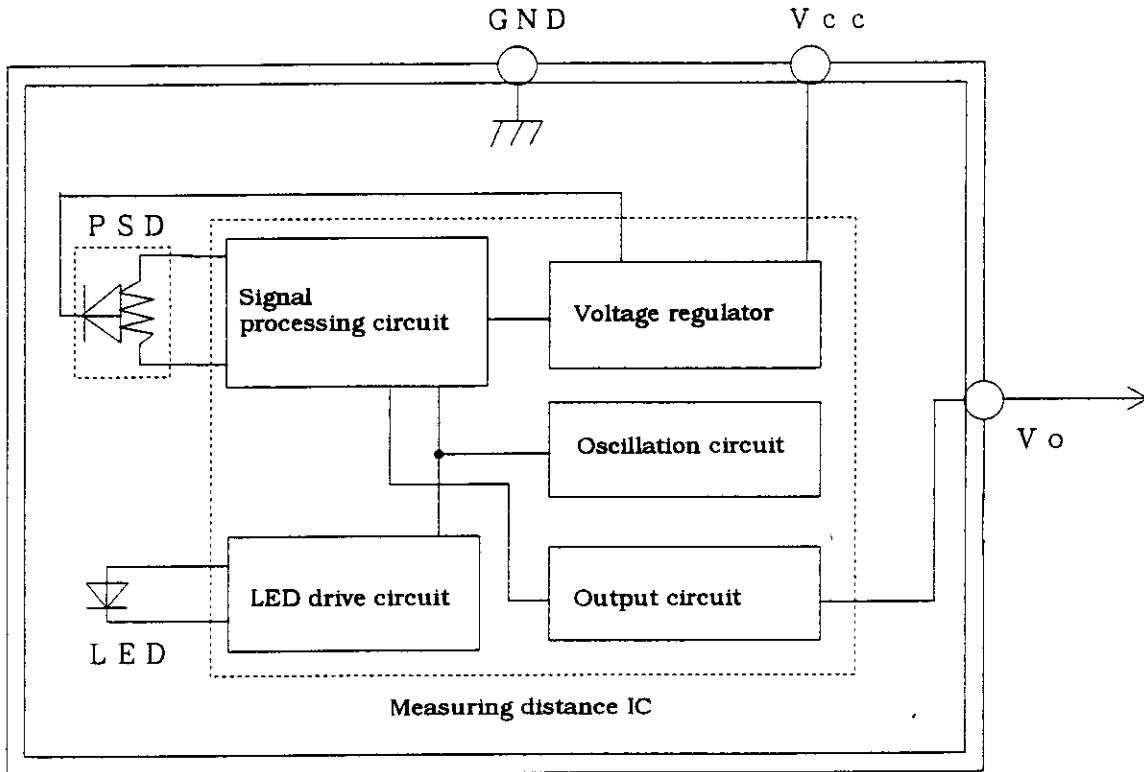 GND
Vcc
PSD
Signal
processing circuit
Voltage regulator
Oscillation circuit
Vo
LED drive circuit
Output circuit
LED
Measuring distance IC